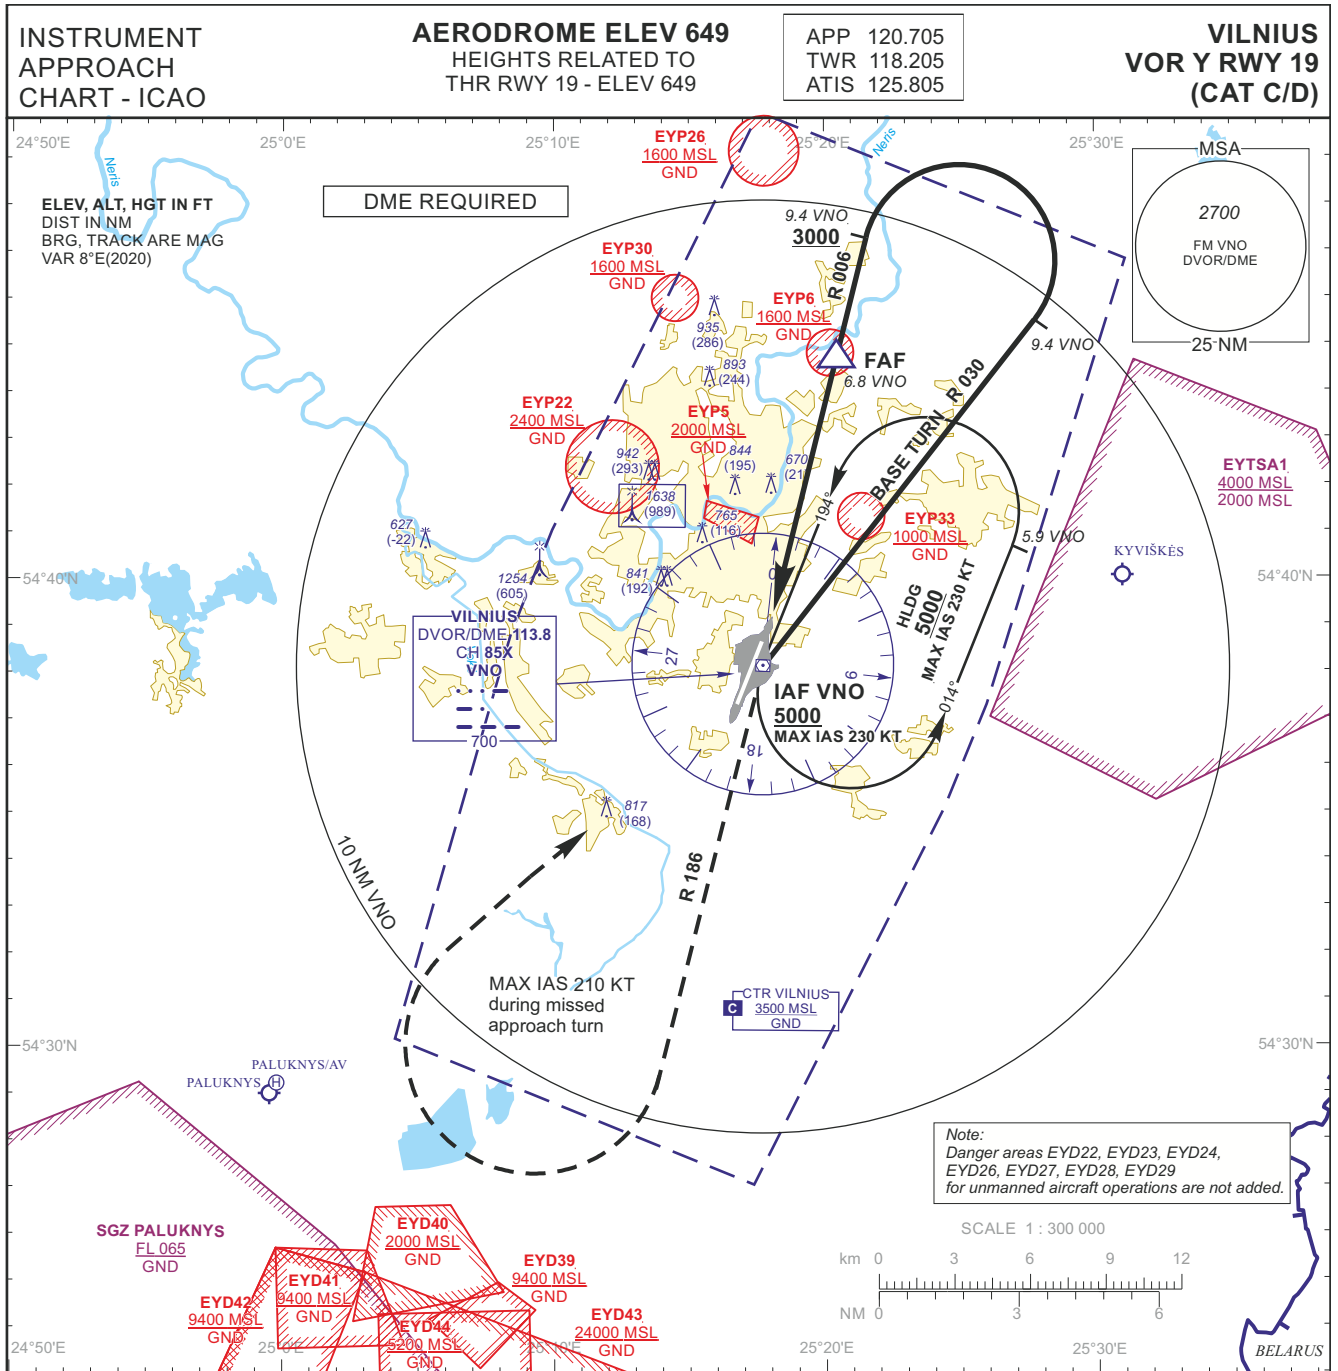 INSTRUMENT
APPROACH
CHART - ICAO
AERODROME ELEV 649
HEIGHTS RELATED TO
THR RWY 19 - ELEV 649
APP 120.705
TWR 118.205
ATIS 125.805
VILNIUS
VOR Y RWY 19
(CAT C/D)
24°50'E
25°0'E
25°10'E
25°20'E
25°30'E
Neris
Neris
ELEV, ALT, HGT IN FT
DIST IN NM
BRG, TRACK ARE MAG
VAR 8°E(2020)
DME REQUIRED
EYP26
1600 MSL
GND
MSA
2700
FM VNO
DVOR/DME
25 NM
9.4 VNO
3000
R 006
EYP30
1600 MSL
GND
EYP6
1600 MSL
GND
935
(286)
893
(244)
FAF
6.8 VNO
9.4 VNO
BASE TURN R 030
EYP22
2400 MSL
GND
EYP5
2000 MSL
GND
942
(293)
844
(195)
670
(21
1638
(989)
765
(116)
EYTSA1
4000 MSL
2000 MSL
194°
EYP33
1000 MSL
GND
5.9 VNO
KYVIŠKĖS
627
(-22)
54°40'N
54°40'N
1254
(605)
841
(192)
0
HLDG
5000
MAX IAS 230 KT
014°
VILNIUS
DVOR/DME 113.8
CH 85X
VNO
700
27
9
18
IAF VNO
5000
MAX IAS 230 KT
817
(168)
10 NM VNO
R 186
MAX IAS 210 KT
during missed
approach turn
C
CTR VILNIUS
3500 MSL
GND
54°30'N
54°30'N
PALUKNYS/AV
PALUKNYS
H
Note:
Danger areas EYD22, EYD23, EYD24,
EYD26, EYD27, EYD28, EYD29
for unmanned aircraft operations are not added.
SGZ PALUKNYS
FL 065
GND
EYD40
2000 MSL
GND
EYD39
9400 MSL
GND
EYD41
9400 MSL
GND
EYD42
9400 MSL
GND
EYD44
5200 MSL
GND
EYD43
24000 MSL
GND
SCALE 1 : 300 000
km 0 3 6 9 12
NM 0 3 6
BELARUS
24°50'E
25°0'E
25°10'E
25°20'E
25°30'E